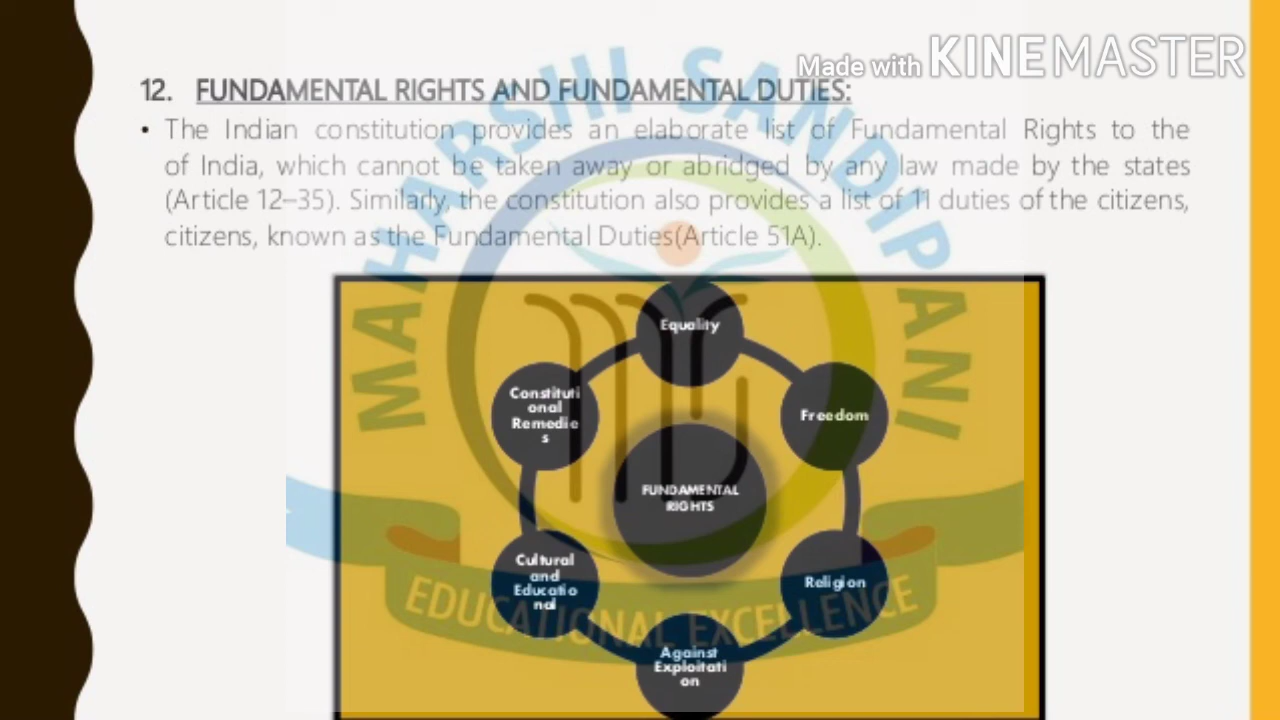 Made with KINEMASTER
12. FUNDAMENTAL RIGHTS AND FUNDAMENTAL DUTIES:
• The Indian constitution provides an elaborate list of Fundamental Rights to the
of India, which cannot be taken away or abridged by any law made by the states
(Article 12–35). Similarly, the constitution also provides a list of 11 duties of the citizens,
citizens, known as the Fundamental Duties(Article 51A).
MAHARSHI SANDIPANI
Equality
Freedom
Religion
Against
Exploitati
on
Cultural
and
Educatio
nal
Constituti
onal
Remedie
s
FUNDAMENTAL
RIGHTS
EDUCATIONAL EXCELLENCE